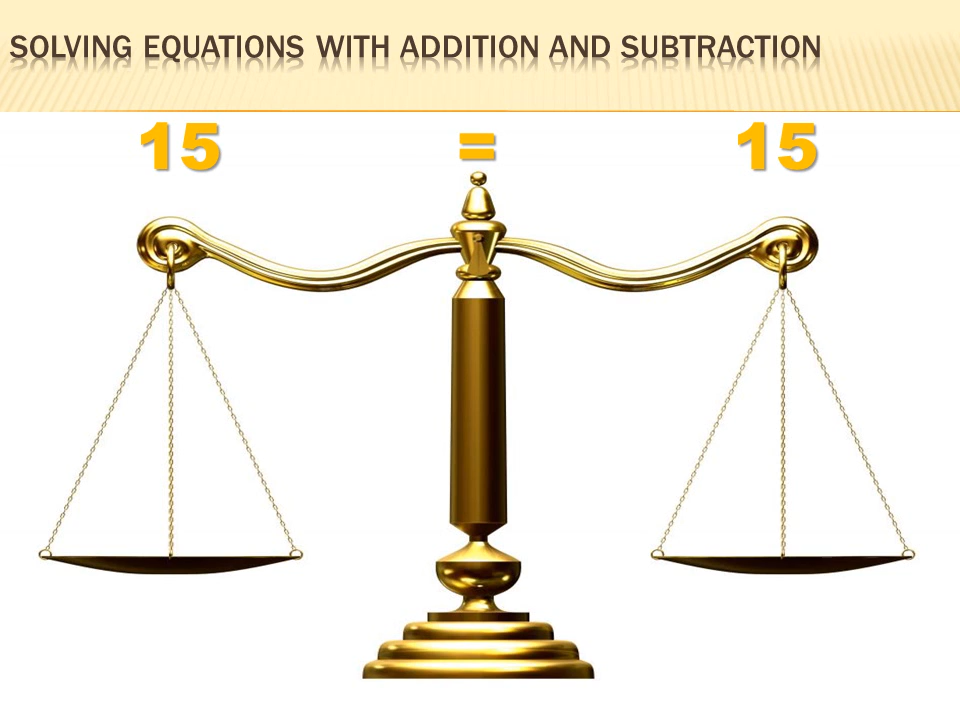 SOLVING EQUATIONS WITH ADDITION AND SUBTRACTION
15 = 15